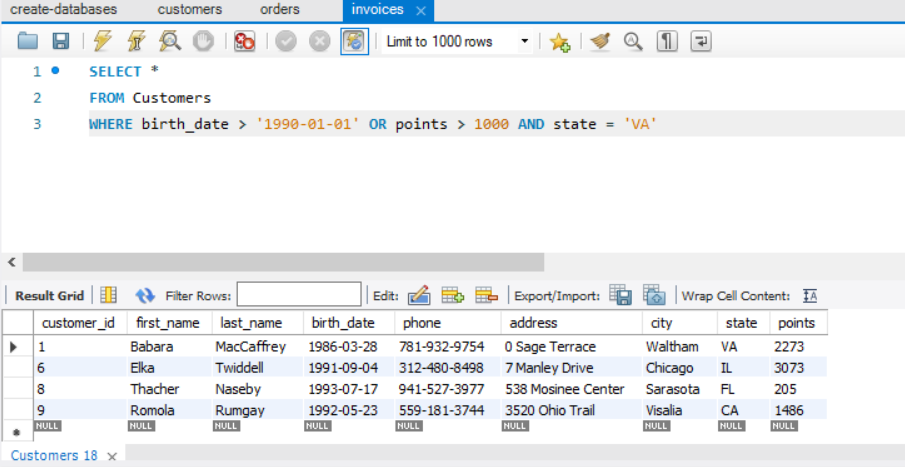 create-databases customers orders invoices
Limit to 1000 rows
1 SELECT *
2 FROM Customers
3 WHERE birth_date > '1990-01-01' OR points > 1000 AND state = 'VA'
Result Grid Filter Rows: Edit: Export/Import: Wrap Cell Content:
customer_id first_name last_name birth_date phone address city state points
1 Babara MacCaffrey 1986-03-28 781-932-9754 0 Sage Terrace Waltham VA 2273
6 Elka Twiddell 1991-09-04 312-480-8498 7 Manley Drive Chicago IL 3073
8 Thacher Naseby 1993-07-17 941-527-3977 538 Mosinee Center Sarasota FL 205
9 Romola Rumgay 1992-05-23 559-181-3744 3520 Ohio Trail Visalia CA 1486
NULL NULL NULL NULL NULL NULL NULL NULL NULL
Customers 18